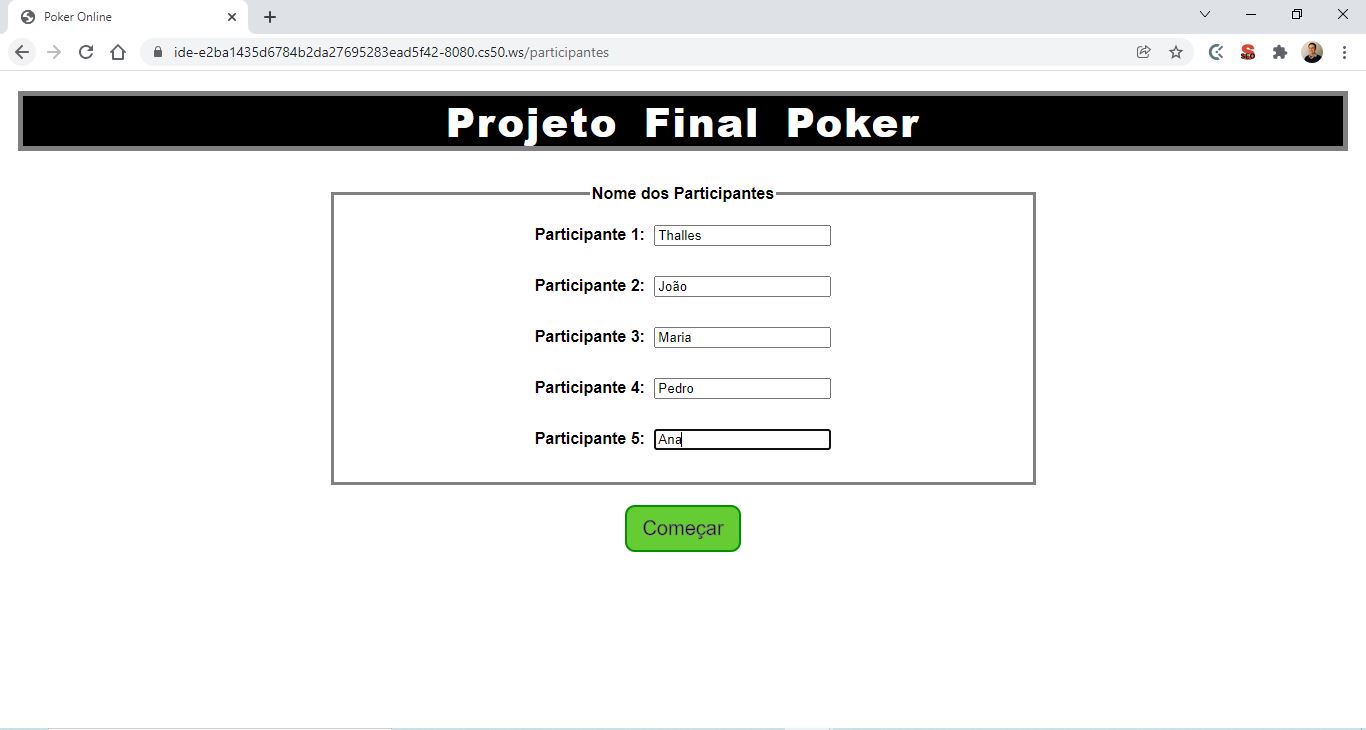 Poker Online
ide-e2ba1435d6784b2da27695283ead5f42-8080.cs50.ws/participantes
SEO
Projeto Final Poker
Nome dos Participantes
Participante 1: Thalles
Participante 2: João
Participante 3: Maria
Participante 4: Pedro
Participante 5: Ana
Começar